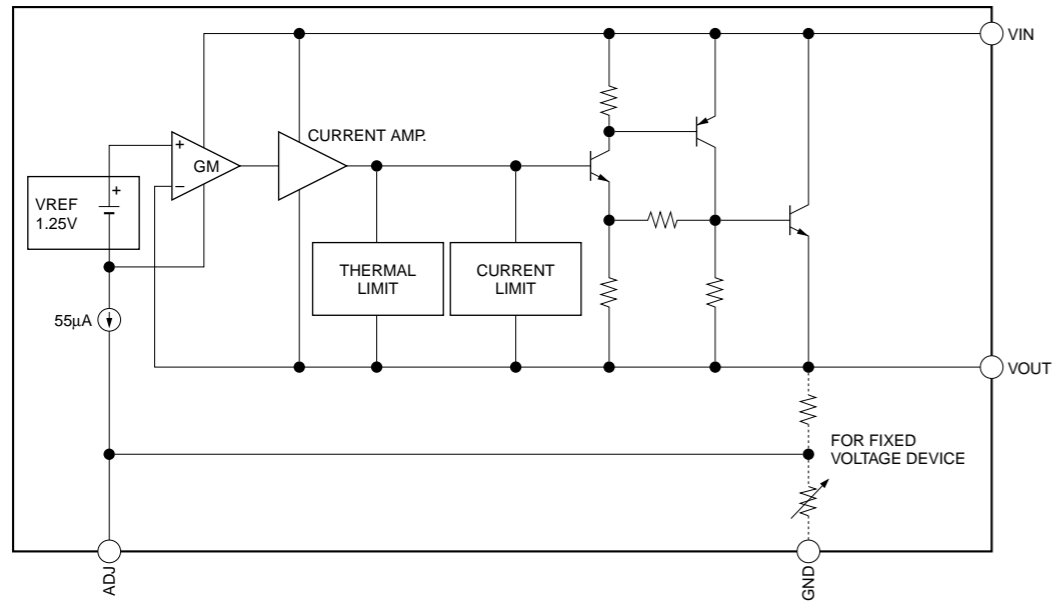 VIN
CURRENT AMP.
+
GM
−
+
VREF
1.25V
THERMAL
LIMIT
CURRENT
LIMIT
55µA
VOUT
FOR FIXED
VOLTAGE DEVICE
ADJ
GND